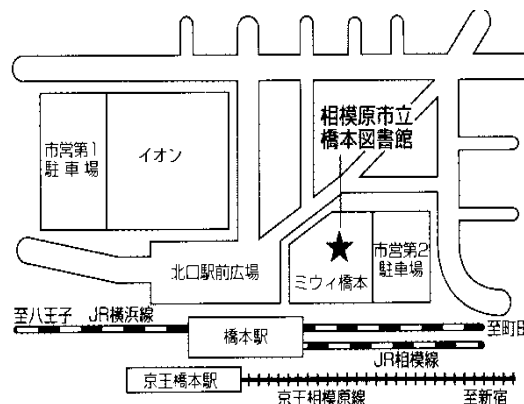 相模原市立
橋本図書館
市営第1
駐車場
イオン
北口駅前広場
ミウィ橋本
市営第2
駐車場
至八王子
JR横浜線
橋本駅
至町田
JR相模線
京王橋本駅
京王相模原線
至新宿